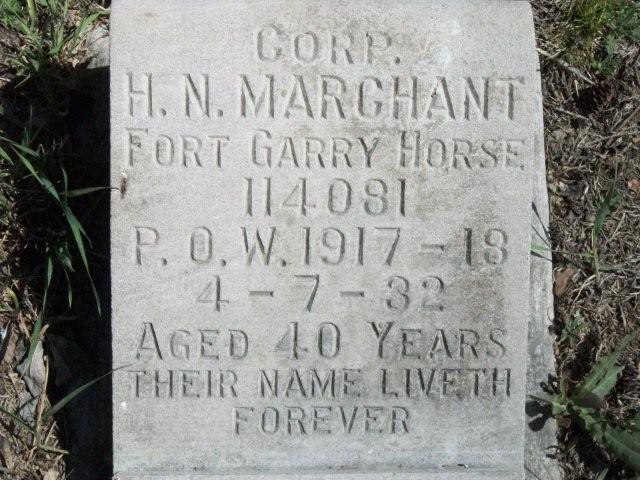 CORP.
H. N. MARCHANT
FORT GARRY HORSE
114081
P. O. W. 1917 - 18
4 - 7 - 32
AGED 40 YEARS
THEIR NAME LIVETH
FOREVER